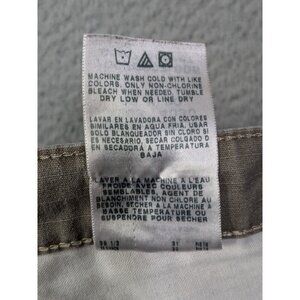 MACHINE WASH COLD WITH LIKE
COLORS. ONLY NON-CHLORINE
BLEACH WHEN NEEDED. TUMBLE
DRY LOW OR LINE DRY
LAVAR EN LAVADORA CON COLORES
SIMILARES EN AGUA FRIA. USAR
SOLO BLANQUEADOR SIN CLORO SI
ES NECESARIO. SECAR COLGADO O
EN SECADORA A TEMPERATURA
BAJA
LAVER A LA MACHINE A L'EAU
FROIDE AVEC COULEURS
SEMBLABLES. AGENT DE
BLANCHIMENT NON CHLORE AU
BESOIN. SECHER A LA MACHINE A
BASSE TEMPERATURE OU
SUSPENDRE POUR SECHER